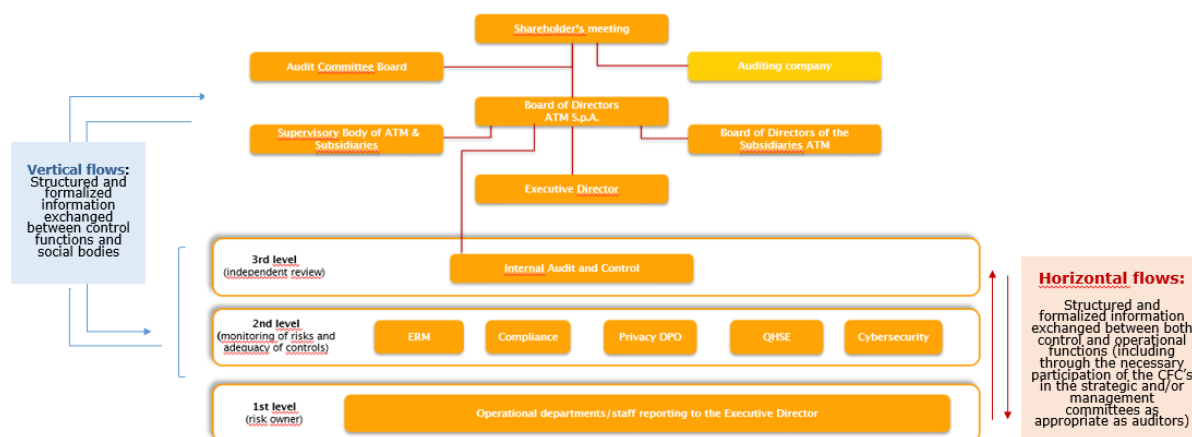 Shareholder's meeting
Audit Committee Board
Auditing company
Board of Directors
ATM S.p.A.
Supervisory Body of ATM &
Subsidiaries
Board of Directors of the
Subsidiaries ATM
Executive Director
Vertical flows:
Structured and
formalized
information
exchanged
between control
functions and
social bodies
3rd level
(independent review)
Internal Audit and Control
2nd level
(monitoring of risks and
adequacy of controls)
ERM
Compliance
Privacy DPO
QHSE
Cybersecurity
1st level
(risk owner)
Operational departments/staff reporting to the Executive Director
Horizontal flows:
Structured and
formalized information
exchanged between both
control and operational
functions (including
through the necessary
participation of the CFC's
in the strategic and/or
management
committees as
appropriate as auditors)